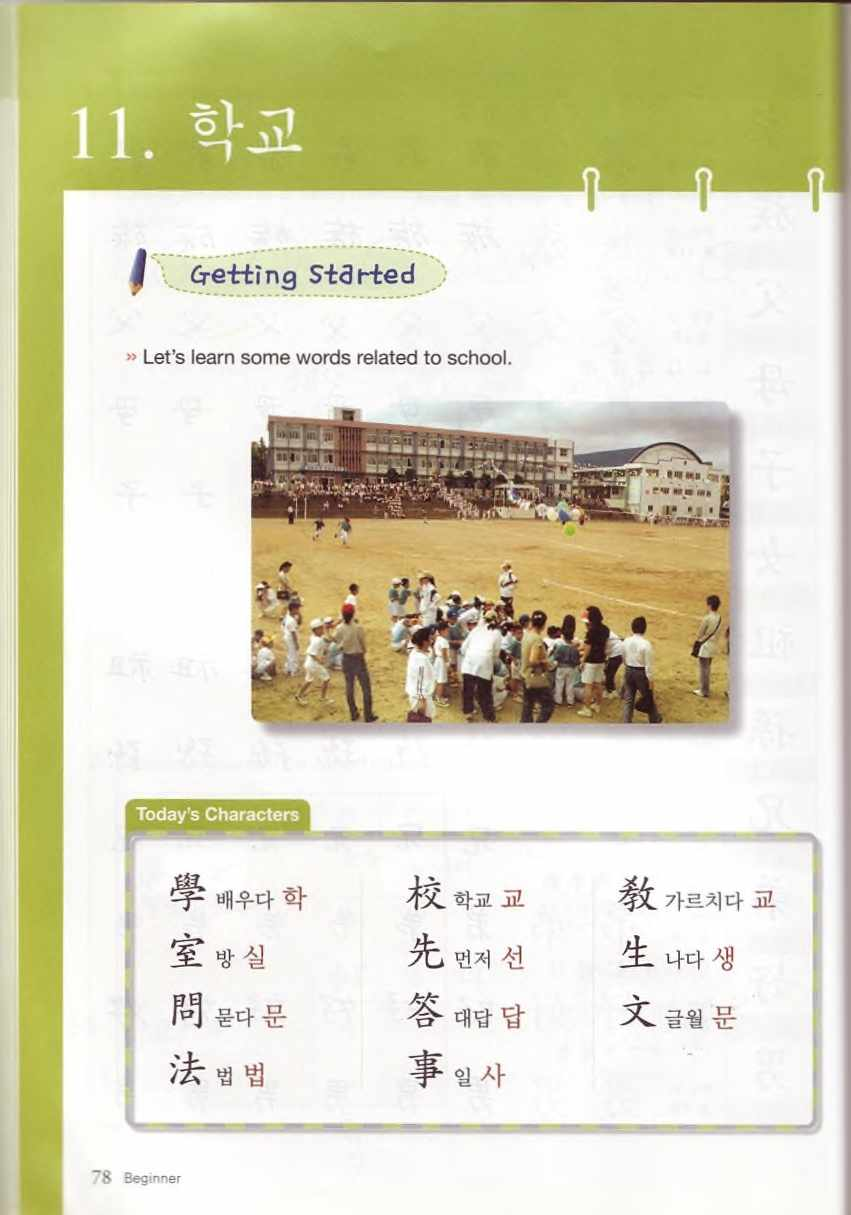 11. 학교
Getting Started
» Let's learn some words related to school.
Today's Characters
學 배우다 학 校 학교 교 敎 가르치다 교
室 방 실 先 먼저 선 生 나다 생
問 묻다 문 答 대답 답 文 글월 문
法 법 법 事 일 사
78 Beginner